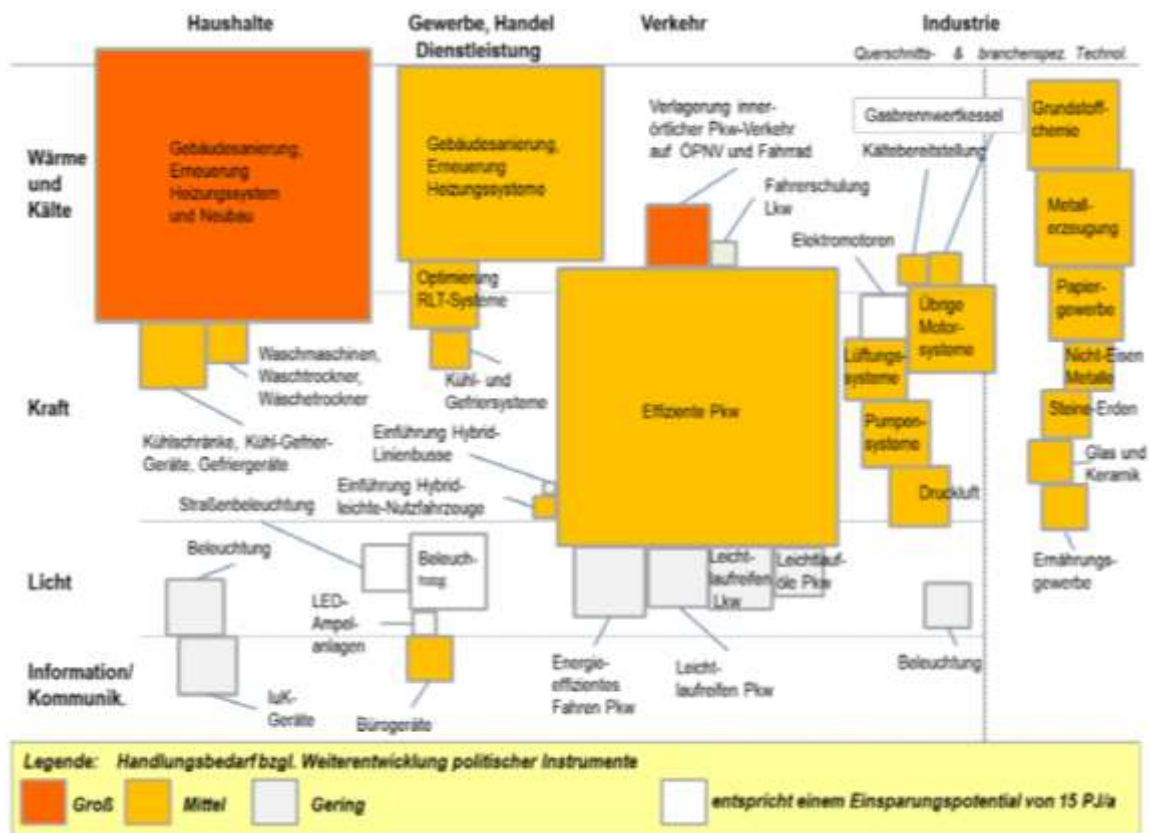 Haushalte
Gewerbe, Handel
Dienstleistung
Verkehr
Industrie
Querschnitts- & branchenspez. Technol.
Wärme
und
Kälte
Gebäudesanierung,
Erneuerung
Heizungssystem
und Neubau
Gebäudesanierung,
Erneuerung
Heizungssysteme
Verlagerung inner-
örtlicher Pkw-Verkehr
auf ÖPNV und Fahrrad
Fahrerschulung
Lkw
Gasbrennwertkessel
Kältebereitstellung
Elektromotoren
Grundstoff-
chemie
Metall-
erzeugung
Optimierung
RLT-Systeme
Übrige
Motor-
systeme
Papier-
gewerbe
Kraft
Waschmaschinen,
Waschtrockner,
Wäschetrockner
Kühl- und
Gefriersysteme
Effiziente Pkw
Lüftungs-
systeme
Nicht-Eisen
Metalle
Kühlschränke, Kühl-Gefrier-
Geräte, Gefriergeräte
Einführung Hybrid-
Linienbusse
Pumpen-
systeme
Steine-Erden
Straßenbeleuchtung
Einführung Hybrid-
leichte-Nutzfahrzeuge
Druckluft
Glas und
Keramik
Licht
Beleuchtung
Beleuch-
tung
Leicht-
laufreifen
Lkw
Leichtlauf-
öle Pkw
Ernährungs-
gewerbe
LED-
Ampel-
anlagen
Information/
Kommunik.
IuK-
Geräte
Bürogeräte
Energie-
effizientes
Fahren Pkw
Leicht-
laufreifen Pkw
Beleuchtung
Legende: Handlungsbedarf bzgl. Weiterentwicklung politischer Instrumente
Groß
Mittel
Gering
entspricht einem Einsparungspotential von 15 PJ/a